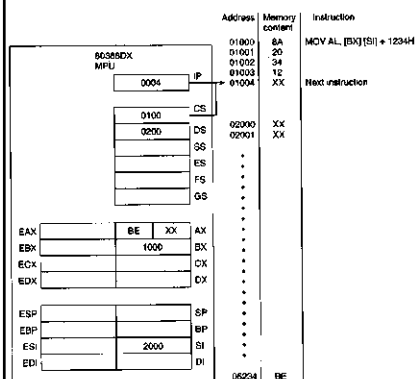 Address Memory content Instruction
01000 8A MOV AL, [BX] [SI] + 1234H
01001 20
01002 34
01003 12
01004 XX Next instruction
80386DX
MPU
0004 IP
0100 CS
0200 DS
SS
ES
FS
GS
02000 XX
02001 XX
EAX BE XX AX
EBX 1000 BX
ECX CX
EDX DX
ESP SP
EBP BP
ESI 2000 SI
EDI DI
05234 BE